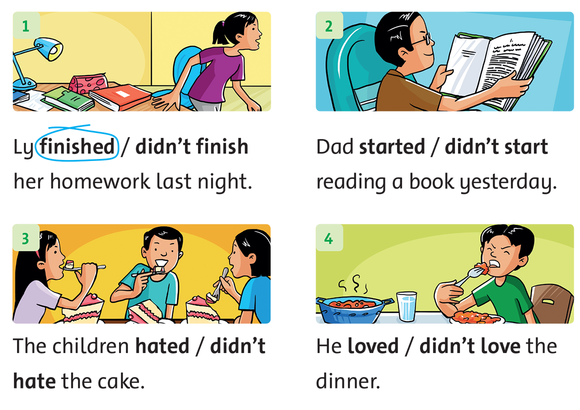 1
Ly finished / didn't finish
her homework last night.
2
Dad started / didn't start
reading a book yesterday.
3
The children hated / didn't
hate the cake.
4
He loved / didn't love the
dinner.